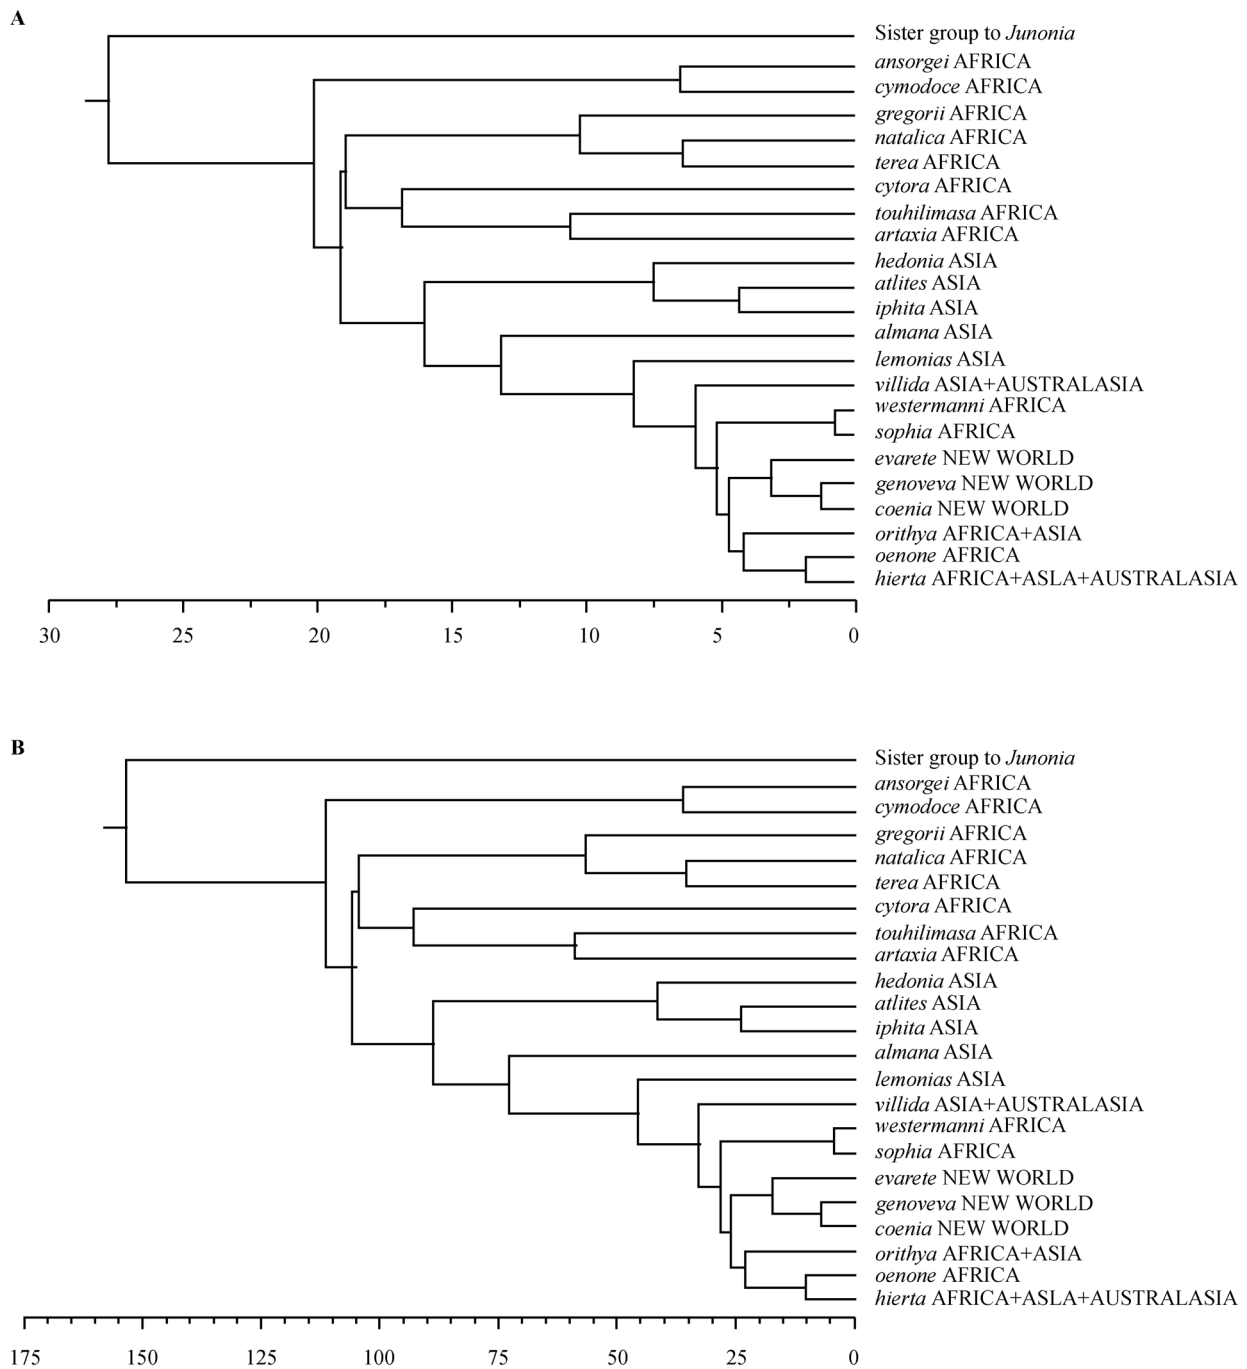 A
Sister group to Junonia
ansorgei AFRICA
cymodoce AFRICA
gregorii AFRICA
natalica AFRICA
terea AFRICA
cytora AFRICA
touhilimasa AFRICA
artaxia AFRICA
hedonia ASIA
atlites ASIA
iphita ASIA
almana ASIA
lemonias ASIA
villida ASIA+AUSTRALASIA
westermanni AFRICA
sophia AFRICA
evarete NEW WORLD
genoveva NEW WORLD
coenia NEW WORLD
orithya AFRICA+ASIA
oenone AFRICA
hierta AFRICA+ASLA+AUSTRALASIA
30 25 20 15 10 5 0
B
Sister group to Junonia
ansorgei AFRICA
cymodoce AFRICA
gregorii AFRICA
natalica AFRICA
terea AFRICA
cytora AFRICA
touhilimasa AFRICA
artaxia AFRICA
hedonia ASIA
atlites ASIA
iphita ASIA
almana ASIA
lemonias ASIA
villida ASIA+AUSTRALASIA
westermanni AFRICA
sophia AFRICA
evarete NEW WORLD
genoveva NEW WORLD
coenia NEW WORLD
orithya AFRICA+ASIA
oenone AFRICA
hierta AFRICA+ASLA+AUSTRALASIA
175 150 125 100 75 50 25 0